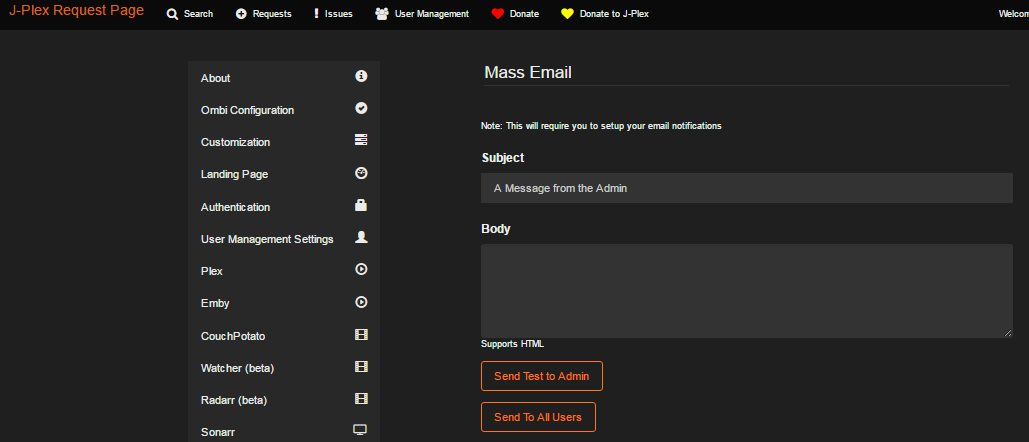 J-Plex Request Page Search Requests Issues User Management Donate Donate to J-Plex Welcom
About
Ombi Configuration
Customization
Landing Page
Authentication
User Management Settings
Plex
Emby
CouchPotato
Watcher (beta)
Radarr (beta)
Sonarr
Mass Email
Note: This will require you to setup your email notifications
Subject
A Message from the Admin
Body
Supports HTML
Send Test to Admin
Send To All Users